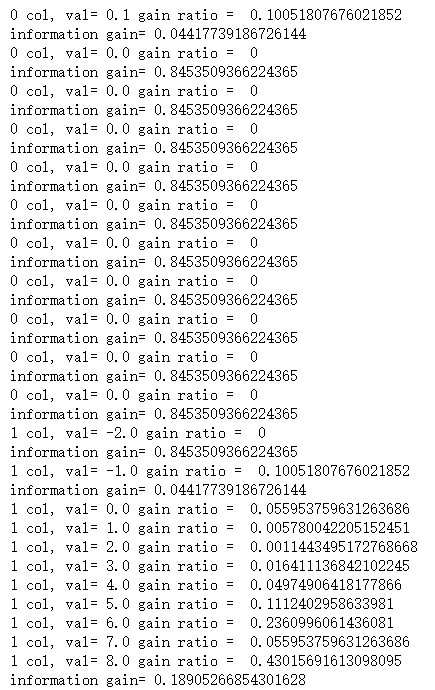 0 col, val= 0.1 gain ratio =  0.10051807676021852
information gain= 0.04417739186726144
0 col, val= 0.0 gain ratio =  0
information gain= 0.8453509366224365
0 col, val= 0.0 gain ratio =  0
information gain= 0.8453509366224365
0 col, val= 0.0 gain ratio =  0
information gain= 0.8453509366224365
0 col, val= 0.0 gain ratio =  0
information gain= 0.8453509366224365
0 col, val= 0.0 gain ratio =  0
information gain= 0.8453509366224365
0 col, val= 0.0 gain ratio =  0
information gain= 0.8453509366224365
0 col, val= 0.0 gain ratio =  0
information gain= 0.8453509366224365
0 col, val= 0.0 gain ratio =  0
information gain= 0.8453509366224365
0 col, val= 0.0 gain ratio =  0
information gain= 0.8453509366224365
0 col, val= 0.0 gain ratio =  0
information gain= 0.8453509366224365
1 col, val= -2.0 gain ratio =  0
information gain= 0.8453509366224365
1 col, val= -1.0 gain ratio =  0.10051807676021852
information gain= 0.04417739186726144
1 col, val= 0.0 gain ratio =  0.055953759631263686
1 col, val= 1.0 gain ratio =  0.005780042205152451
1 col, val= 2.0 gain ratio =  0.0011443495172768668
1 col, val= 3.0 gain ratio =  0.016411136842102245
1 col, val= 4.0 gain ratio =  0.04974906418177866
1 col, val= 5.0 gain ratio =  0.1112402958633981
1 col, val= 6.0 gain ratio =  0.2360996061436081
1 col, val= 7.0 gain ratio =  0.055953759631263686
1 col, val= 8.0 gain ratio =  0.43015691613098095
information gain= 0.18905266854301628